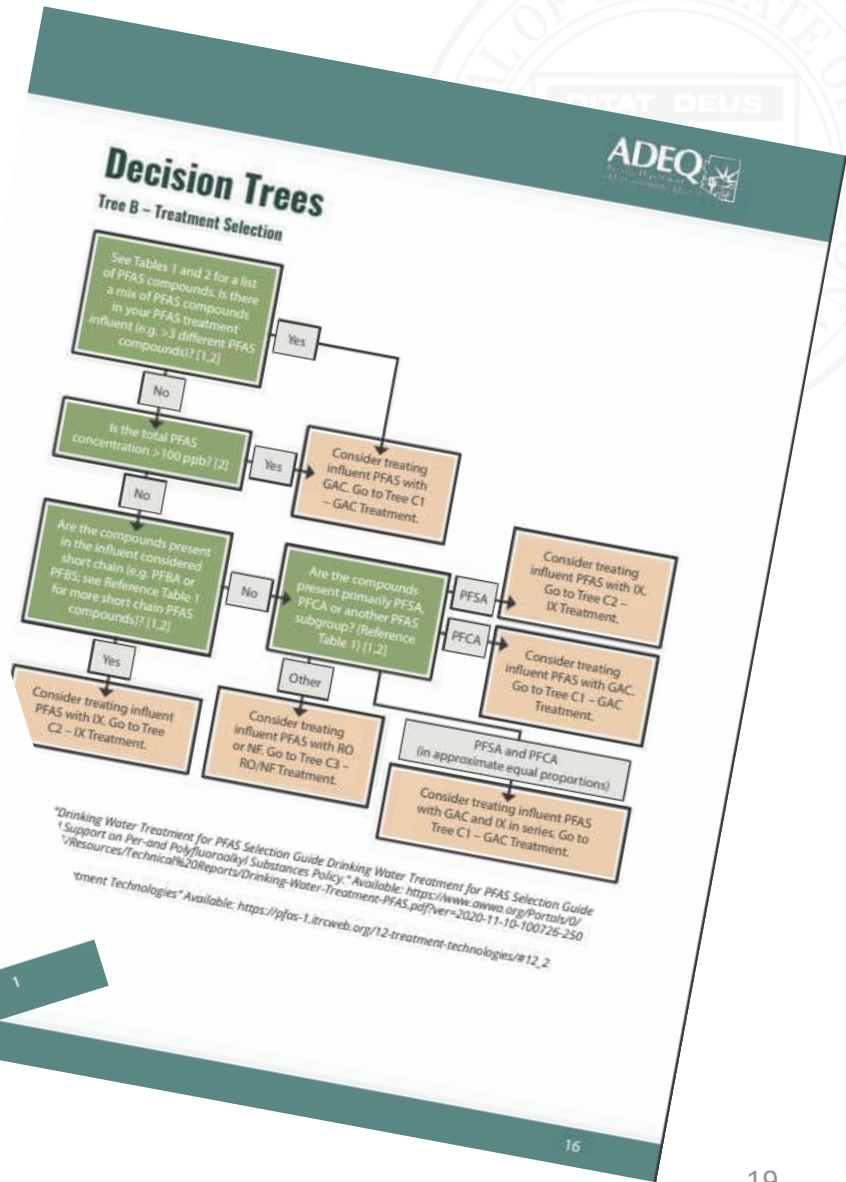 DITAT DEUS
ADEQ
Decision Trees
Tree B – Treatment Selection
See Tables 1 and 2 for a list
of PFAS compounds. Is there
a mix of PFAS compounds
in your PFAS treatment
influent (e.g. >3 different PFAS
compounds)? [1,2]
Yes
No
Is the total PFAS
concentration >100 ppb? [2]
Yes
Consider treating
influent PFAS with
GAC. Go to Tree C1
– GAC Treatment.
No
Are the compounds present
in the influent considered
short chain (e.g. PFBA or
PFBS; see Reference Table 1
for more short chain PFAS
compounds)? [1,2]
No
Are the compounds
present primarily PFSA,
PFCA or another PFAS
subgroup? (Reference
Table 1) [1,2]
PFSA
Consider treating
influent PFAS with IX.
Go to Tree C2 –
IX Treatment.
PFCA
Consider treating
influent PFAS with GAC.
Go to Tree C1 – GAC
Treatment.
Yes
Consider treating influent
PFAS with IX. Go to Tree
C2 – IX Treatment.
Other
Consider treating
influent PFAS with RO
or NF. Go to Tree C3 –
RO/NF Treatment.
PFSA and PFCA
(in approximate equal proportions)
Consider treating influent PFAS
with GAC and IX in series. Go to
Tree C1 – GAC Treatment.
"Drinking Water Treatment for PFAS Selection Guide Drinking Water Treatment for PFAS Selection Guide
Support on Per-and Polyfluoroalkyl Substances Policy." Available: https://www.awwa.org/Portals/0/
/Resources/Technical%20Reports/Drinking-Water-Treatment-PFAS.pdf?ver=2020-11-10-100726-250
tment Technologies" Available: https://pfas-1.itrcweb.org/12-treatment-technologies/#12_2
1
16
19